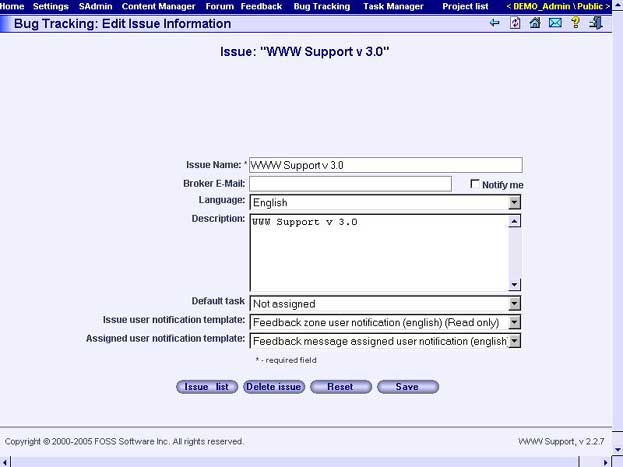 Home Settings SAdmin Content Manager Forum Feedback Bug Tracking Task Manager Project list < DEMO_Admin \ Public >
Bug Tracking: Edit Issue Information
Issue: "WWW Support v 3.0"
Issue Name: * WWW Support v 3.0
Broker E-Mail: Notify me
Language: English
Description: WWW Support v 3.0
Default task Not assigned
Issue user notification template: Feedback zone user notification (english) (Read only)
Assigned user notification template: Feedback message assigned user notification (english)
* - required field
Issue list Delete issue Reset Save
Copyright © 2000-2005 FOSS Software Inc. All rights reserved. WWW Support, v 2.2.7